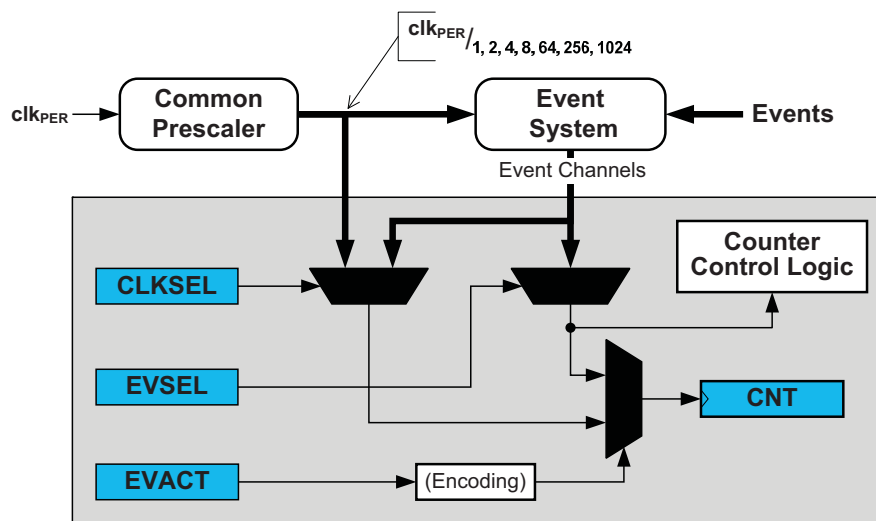 clkPER/1, 2, 4, 8, 64, 256, 1024
clkPER
Common
Prescaler
Event
System
Events
Event Channels
Counter
Control Logic
CLKSEL
EVSEL
CNT
EVACT
(Encoding)